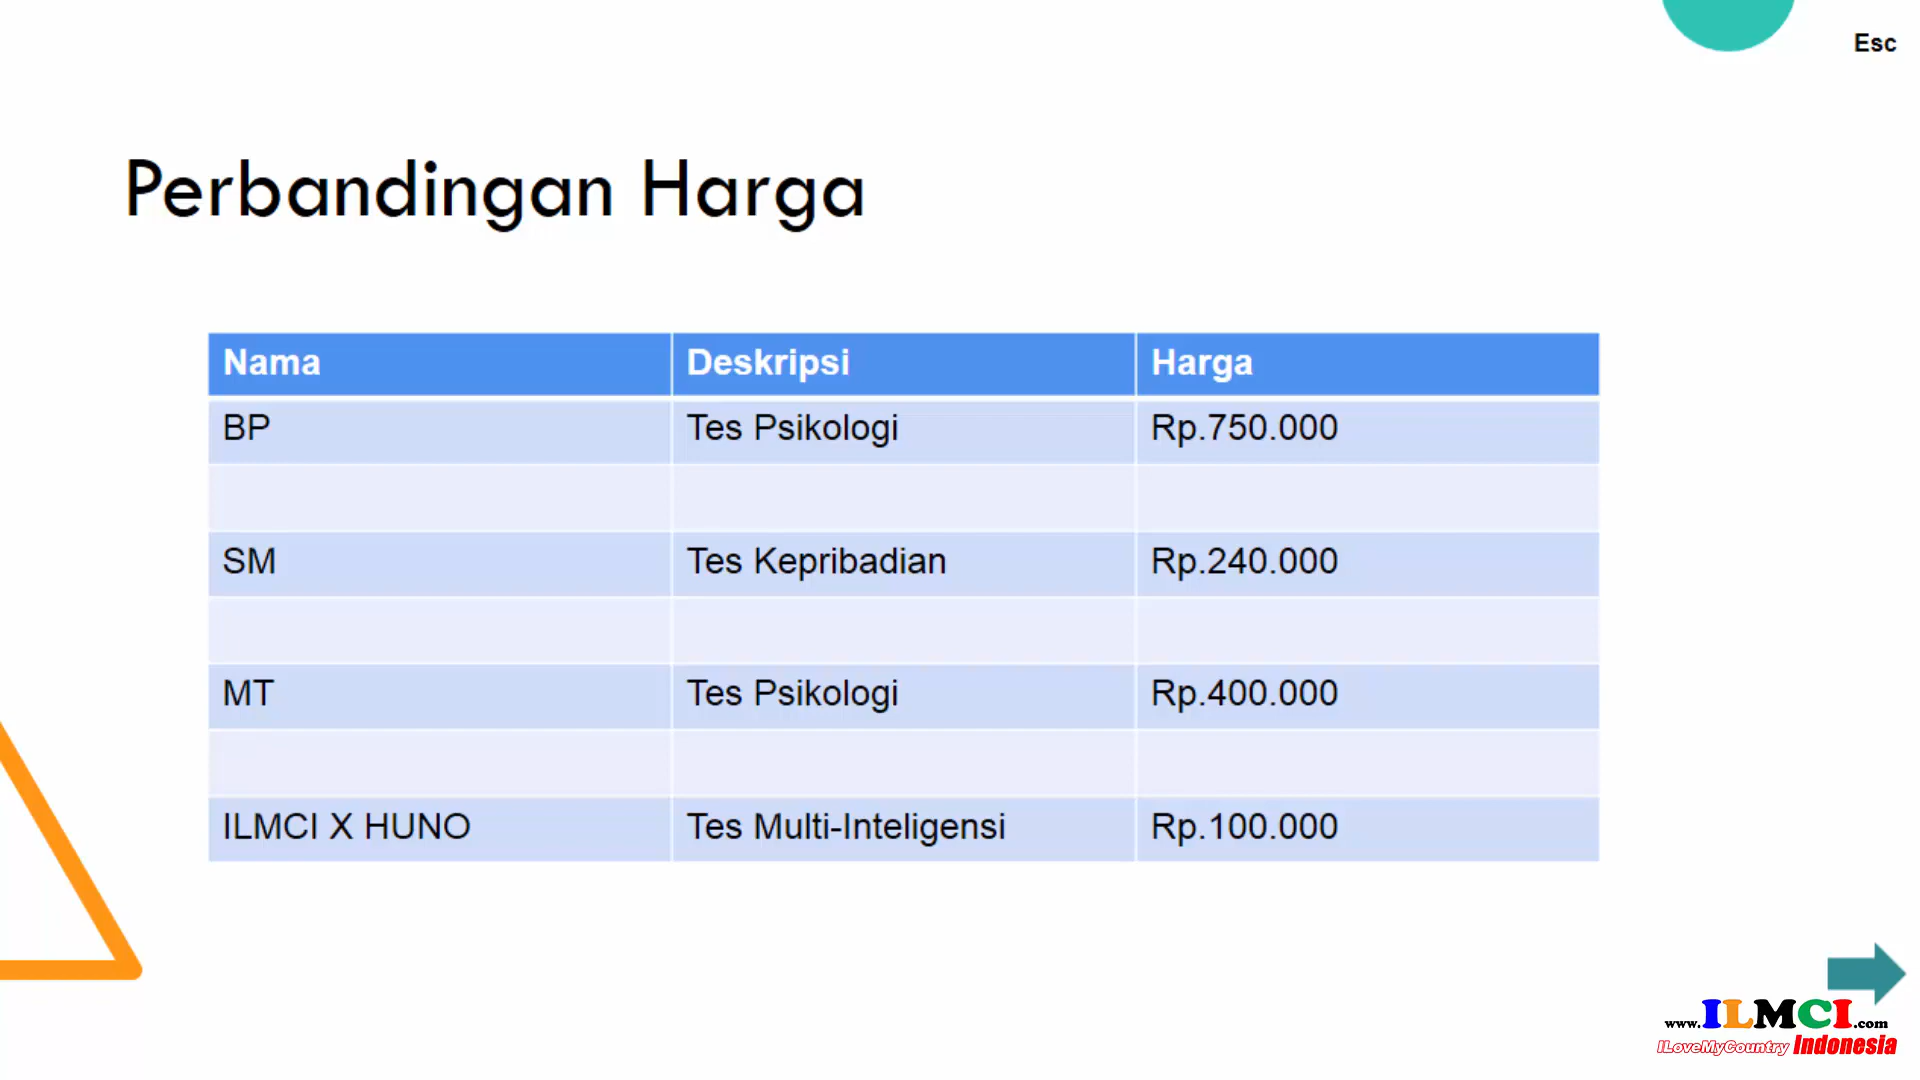 Esc
Perbandingan Harga
Nama Deskripsi Harga
BP Tes Psikologi Rp.750.000
SM Tes Kepribadian Rp.240.000
MT Tes Psikologi Rp.400.000
ILMCI X HUNO Tes Multi-Inteligensi Rp.100.000
www.ILMCI.com
ILoveMyCountry Indonesia